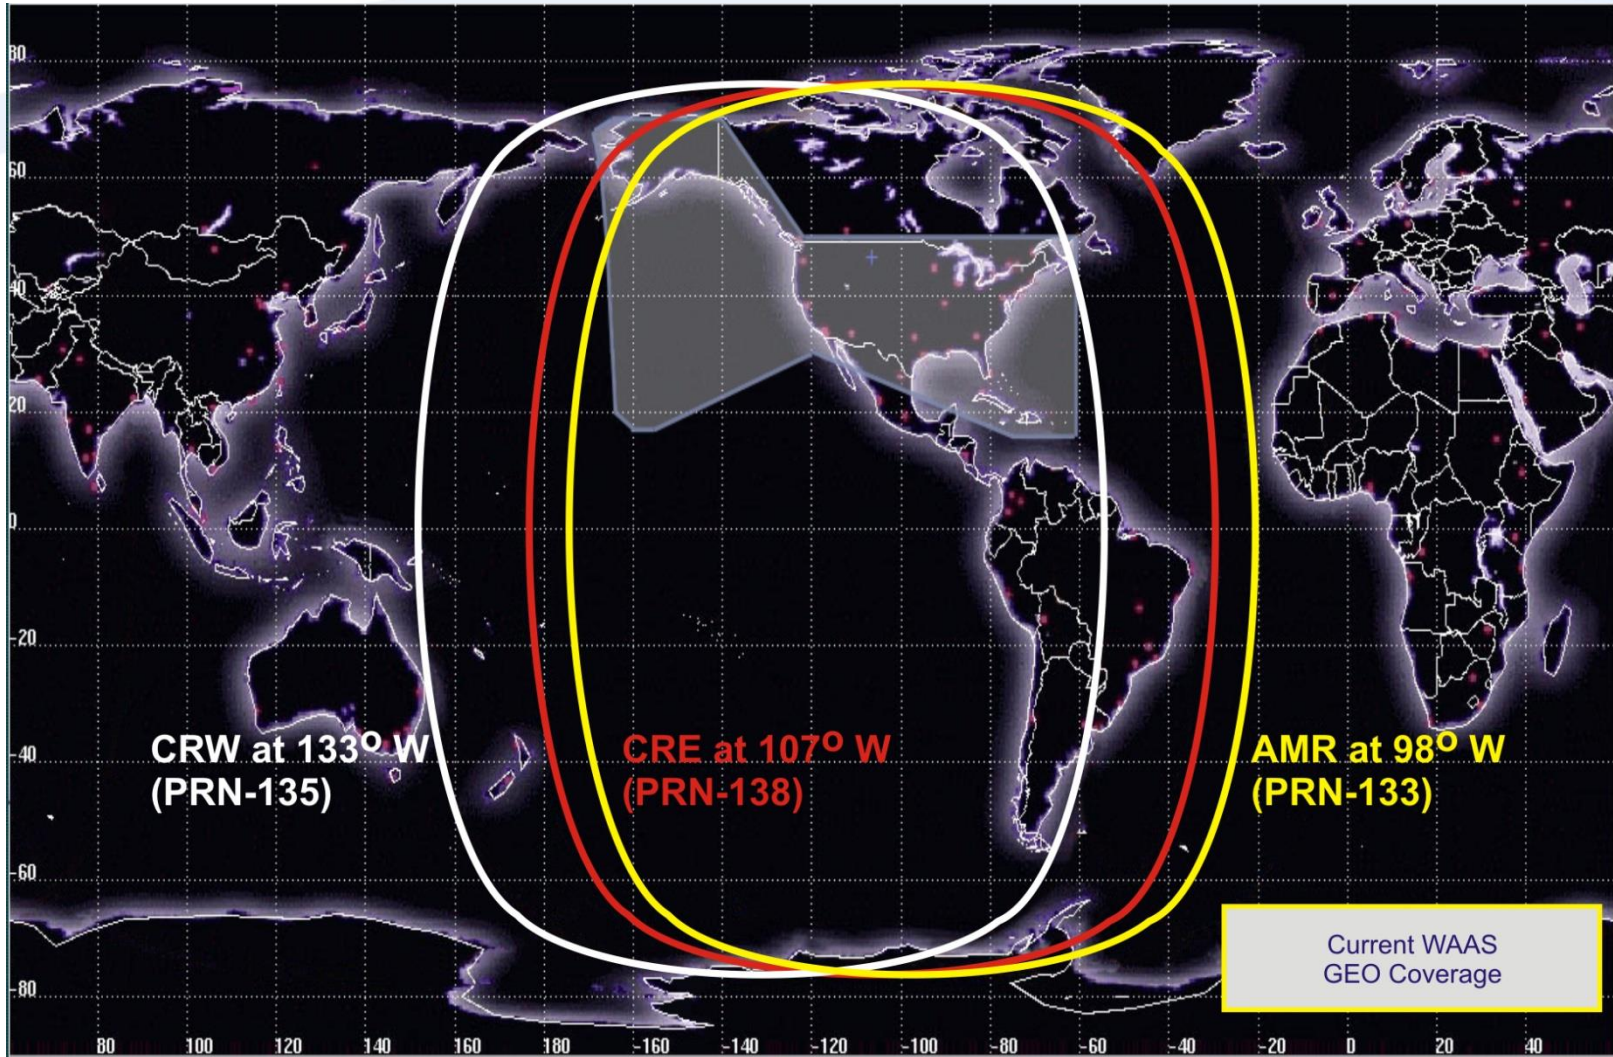 80
60
40
20
0
-20
-40
-60
-80
CRW at 133° W
(PRN-135)
CRE at 107° W
(PRN-138)
AMR at 98° W
(PRN-133)
Current WAAS
GEO Coverage
80 100 120 140 160 180 -160 -140 -120 -100 -80 -60 -40 -20 0 20 40